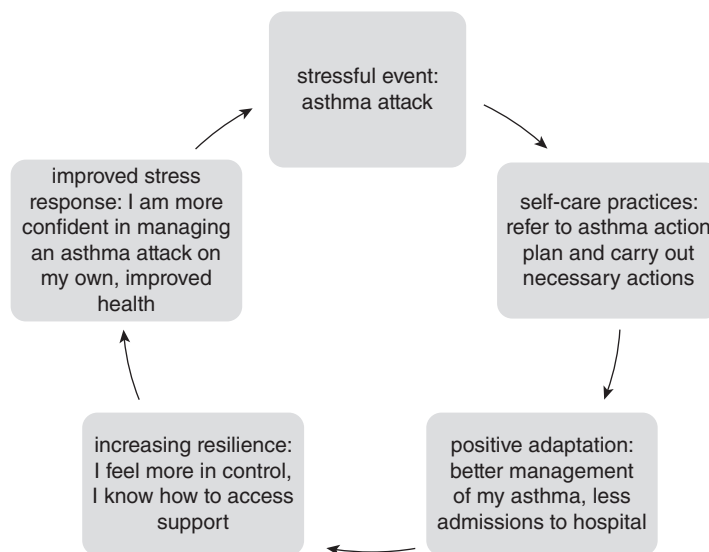 stressful event:
asthma attack
self-care practices:
refer to asthma action
plan and carry out
necessary actions
positive adaptation:
better management
of my asthma, less
admissions to hospital
increasing resilience:
I feel more in control,
I know how to access
support
improved stress
response: I am more
confident in managing
an asthma attack on
my own, improved
health